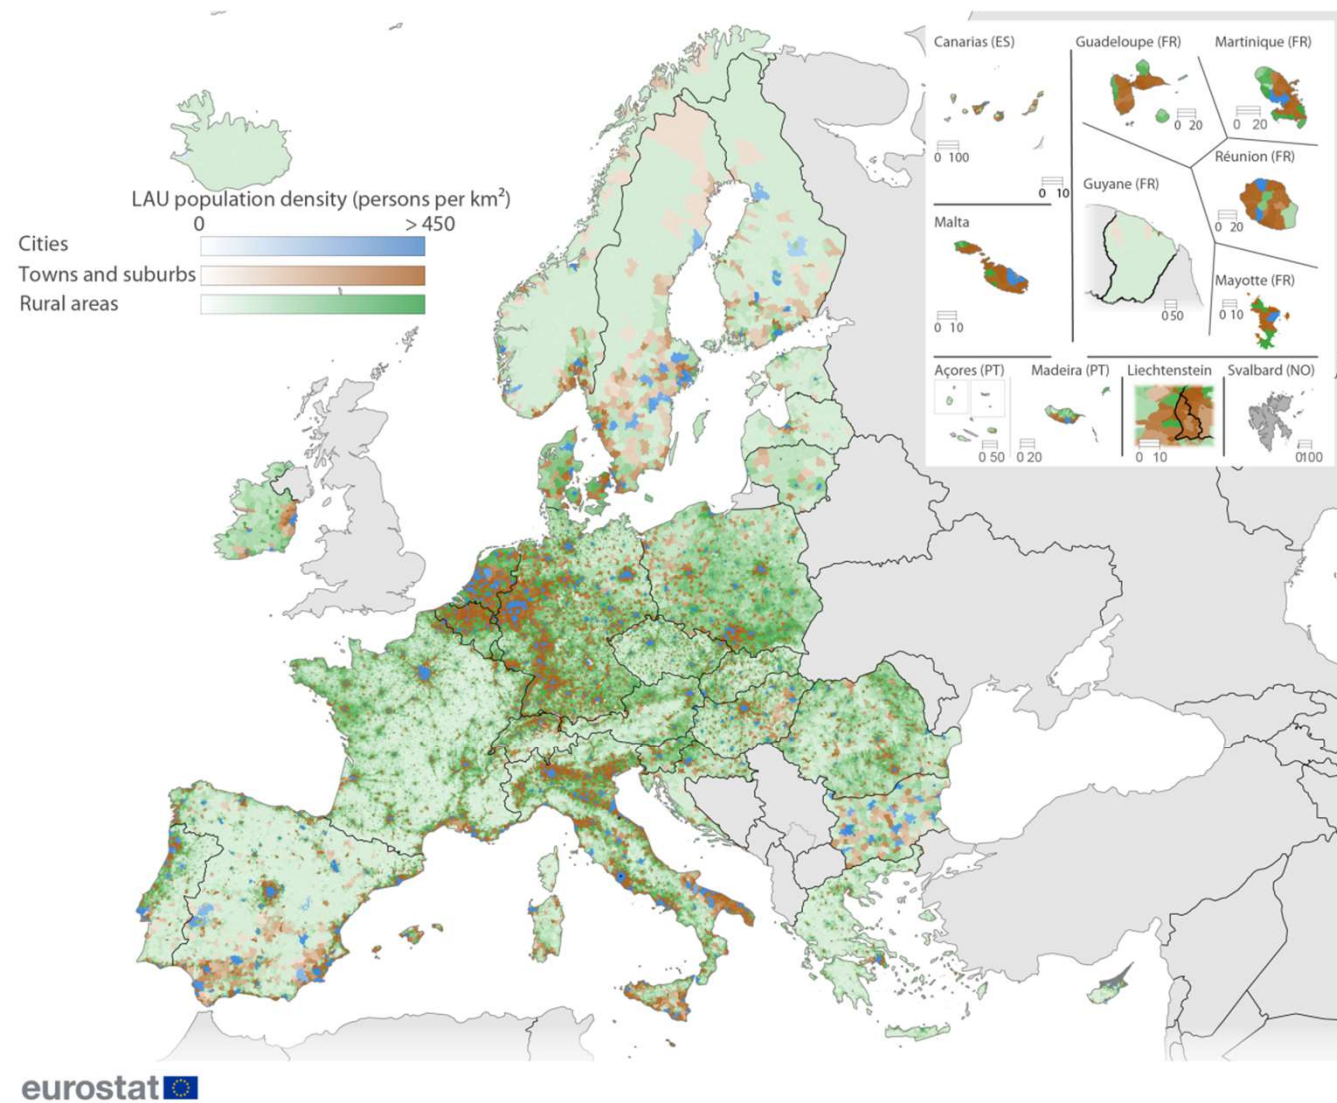 LAU population density (persons per km²)
0 > 450
Cities
Towns and suburbs
Rural areas
Canarias (ES)
0 100
Guadeloupe (FR)
0 20
Martinique (FR)
0 20
0 10
Guyane (FR)
0 50
Réunion (FR)
0 20
Malta
0 10
Mayotte (FR)
0 10
Açores (PT)
0 50
Madeira (PT)
0 20
Liechtenstein
0 10
Svalbard (NO)
0100
eurostat